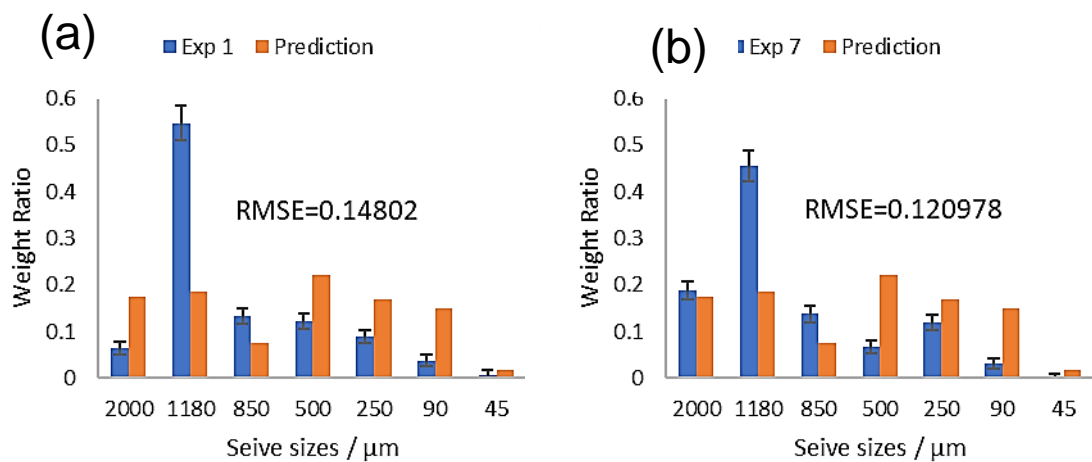 (a)
Exp 1 Prediction
Weight Ratio
0.6
0.5
0.4
0.3
0.2
0.1
0
RMSE=0.14802
2000 1180 850 500 250 90 45
Seive sizes / µm
(b)
Exp 7 Prediction
Weight Ratio
0.6
0.5
0.4
0.3
0.2
0.1
0
RMSE=0.120978
2000 1180 850 500 250 90 45
Seive sizes / µm